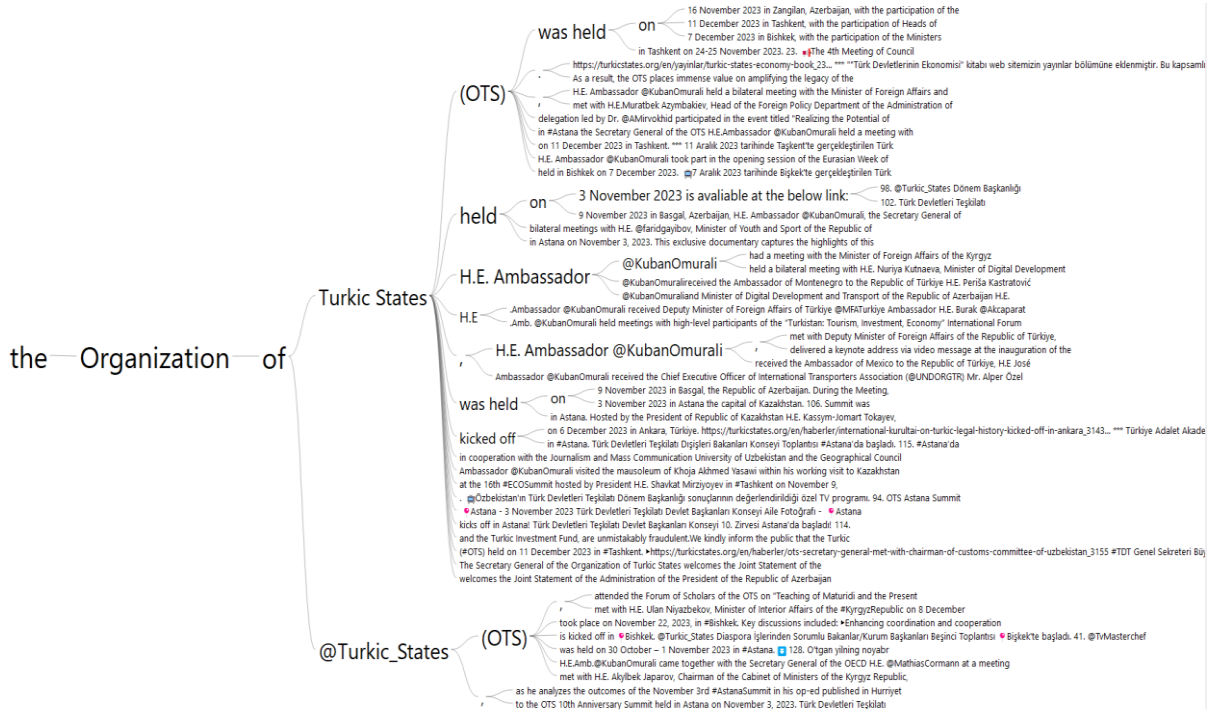 the Organization of
Turkic States
(OTS)
was held
on
16 November 2023 in Zangilan, Azerbaijan, with the participation of the
11 December 2023 in Tashkent, with the participation of Heads of
7 December 2023 in Bishkek, with the participation of the Ministers
in Tashkent on 24-25 November 2023. 23. The 4th Meeting of Council
.
https://turkicstates.org/en/yayinlar/turkic-states-economy-book_23... *** ""Türk Devletlerinin Ekonomisi" kitabı web sitemizin yayınlar bölümüne eklenmiştir. Bu kapsamlı
As a result, the OTS places immense value on amplifying the legacy of the
,
H.E. Ambassador @KubanOmurali held a bilateral meeting with the Minister of Foreign Affairs and
met with H.E.Muratbek Azymbakiev, Head of the Foreign Policy Department of the Administration of
delegation led by Dr. @AMirvokhid participated in the event titled "Realizing the Potential of
in #Astana the Secretary General of the OTS H.E.Ambassador @KubanOmurali held a meeting with
on 11 December 2023 in Tashkent. *** 11 Aralık 2023 tarihinde Taşkent'te gerçekleştirilen Türk
H.E. Ambassador @KubanOmurali took part in the opening session of the Eurasian Week of
held in Bishkek on 7 December 2023. 7 Aralık 2023 tarihinde Bişkek'te gerçekleştirilen Türk
held
on
3 November 2023 is avaliable at the below link:
98. @Turkic_States Dönem Başkanlığı
102. Türk Devletleri Teşkilatı
9 November 2023 in Basgal, Azerbaijan, H.E. Ambassador @KubanOmurali, the Secretary General of
bilateral meetings with H.E. @faridgayibov, Minister of Youth and Sport of the Republic of
in Astana on November 3, 2023. This exclusive documentary captures the highlights of this
H.E. Ambassador
@KubanOmurali
had a meeting with the Minister of Foreign Affairs of the Kyrgyz
held a bilateral meeting with H.E. Nuriya Kutnaeva, Minister of Digital Development
@KubanOmuralireceived the Ambassador of Montenegro to the Republic of Türkiye H.E. Periša Kastratović
@KubanOmuraliand Minister of Digital Development and Transport of the Republic of Azerbaijan H.E.
H.E
.Ambassador @KubanOmurali received Deputy Minister of Foreign Affairs of Türkiye @MFATurkiye Ambassador H.E. Burak @Akcaparat
.Amb. @KubanOmurali held meetings with high-level participants of the "Turkistan: Tourism, Investment, Economy" International Forum
,
H.E. Ambassador @KubanOmurali
,
met with Deputy Minister of Foreign Affairs of the Republic of Türkiye,
delivered a keynote address via video message at the inauguration of the
received the Ambassador of Mexico to the Republic of Türkiye, H.E José
Ambassador @KubanOmurali received the Chief Executive Officer of International Transporters Association (@UNDORGTR) Mr. Alper Özel
was held
on
9 November 2023 in Basgal, the Republic of Azerbaijan. During the Meeting,
3 November 2023 in Astana the capital of Kazakhstan. 106. Summit was
in Astana. Hosted by the President of Republic of Kazakhstan H.E. Kassym-Jomart Tokayev,
kicked off
on 6 December 2023 in Ankara, Türkiye. https://turkicstates.org/en/haberler/international-kurultai-on-turkic-legal-history-kicked-off-in-ankara_3143... *** Türkiye Adalet Akade
in #Astana. Türk Devletleri Teşkilatı Dışişleri Bakanları Konseyi Toplantısı #Astana'da başladı. 115. #Astana'da
in cooperation with the Journalism and Mass Communication University of Uzbekistan and the Geographical Council
Ambassador @KubanOmurali visited the mausoleum of Khoja Akhmed Yasawi within his working visit to Kazakhstan
at the 16th #ECOSummit hosted by President H.E. Shavkat Mirziyoyev in #Tashkent on November 9,
. Özbekistan'ın Türk Devletleri Teşkilatı Dönem Başkanlığı sonuçlarının değerlendirildiği özel TV programı. 94. OTS Astana Summit
Astana - 3 November 2023 Türk Devletleri Teşkilatı Devlet Başkanları Konseyi Aile Fotoğrafı - Astana
kicks off in Astana! Türk Devletleri Teşkilatı Devlet Başkanları Konseyi 10. Zirvesi Astana'da başladı! 114.
and the Turkic Investment Fund, are unmistakably fraudulent.We kindly inform the public that the Turkic
(#OTS) held on 11 December 2023 in #Tashkent. ▶https://turkicstates.org/en/haberler/ots-secretary-general-met-with-chairman-of-customs-committee-of-uzbekistan_3155 #TDT Genel Sekreteri Büy
The Secretary General of the Organization of Turkic States welcomes the Joint Statement of the
welcomes the Joint Statement of the Administration of the President of the Republic of Azerbaijan
@Turkic_States
(OTS)
,
attended the Forum of Scholars of the OTS on "Teaching of Maturidi and the Present
met with H.E. Ulan Niyazbekov, Minister of Interior Affairs of the #KyrgyzRepublic on 8 December
took place on November 22, 2023, in #Bishkek. Key discussions included: ▶Enhancing coordination and cooperation
is kicked off in Bishkek. @Turkic_States Diaspora İşlerinden Sorumlu Bakanlar/Kurum Başkanları Beşinci Toplantısı Bişkek'te başladı. 41. @TvMasterchef
was held on 30 October – 1 November 2023 in #Astana. 128. O'tgan yilning noyabr
H.E.Amb.@KubanOmurali came together with the Secretary General of the OECD H.E. @MathiasCormann at a meeting
met with H.E. Akylbek Japarov, Chairman of the Cabinet of Ministers of the Kyrgyz Republic,
,
as he analyzes the outcomes of the November 3rd #AstanaSummit in his op-ed published in Hurriyet
to the OTS 10th Anniversary Summit held in Astana on November 3, 2023. Türk Devletleri Teşkilatı